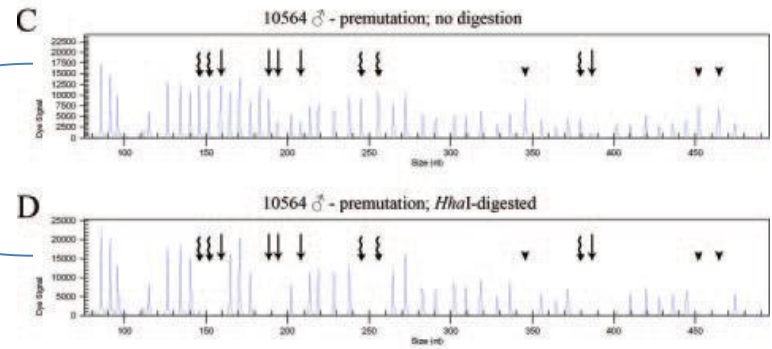 C
10564 ♂ - premutation; no digestion
22500
20000
17500
15000
12500
10000
7500
5000
2500
0
Dye Signal
100 150 200 250 300 350 400 450
Size (nt)
D
10564 ♂ - premutation; HhaI-digested
25000
20000
15000
10000
5000
0
Dye Signal
100 150 200 250 300 350 400 450
Size (nt)